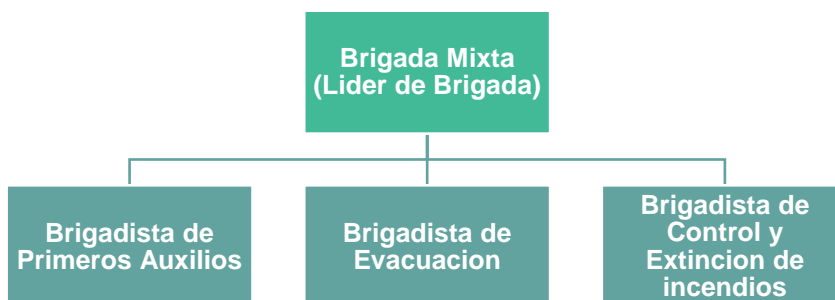 Brigada Mixta
(Lider de Brigada)
Brigadista de
Primeros Auxilios
Brigadista de
Evacuacion
Brigadista de
Control y
Extincion de
incendios